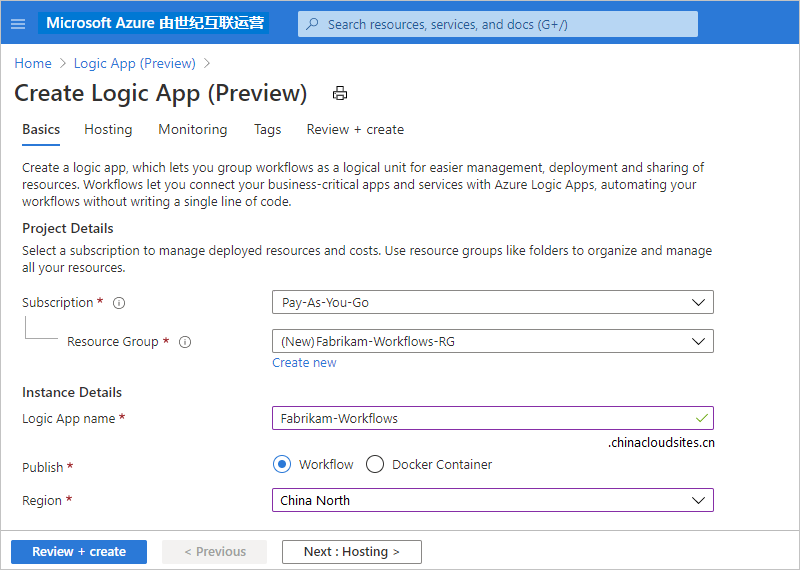 Microsoft Azure 由世纪互联运营
Search resources, services, and docs (G+/)
Home > Logic App (Preview) >
Create Logic App (Preview)
Basics Hosting Monitoring Tags Review + create
Create a logic app, which lets you group workflows as a logical unit for easier management, deployment and sharing of
resources. Workflows let you connect your business-critical apps and services with Azure Logic Apps, automating your
workflows without writing a single line of code.
Project Details
Select a subscription to manage deployed resources and costs. Use resource groups like folders to organize and manage
all your resources.
Subscription *
Pay-As-You-Go
Resource Group *
(New)Fabrikam-Workflows-RG
Create new
Instance Details
Logic App name *
Fabrikam-Workflows
.chinacloudsites.cn
Publish *
Workflow Docker Container
Region *
China North
Review + create
< Previous
Next : Hosting >